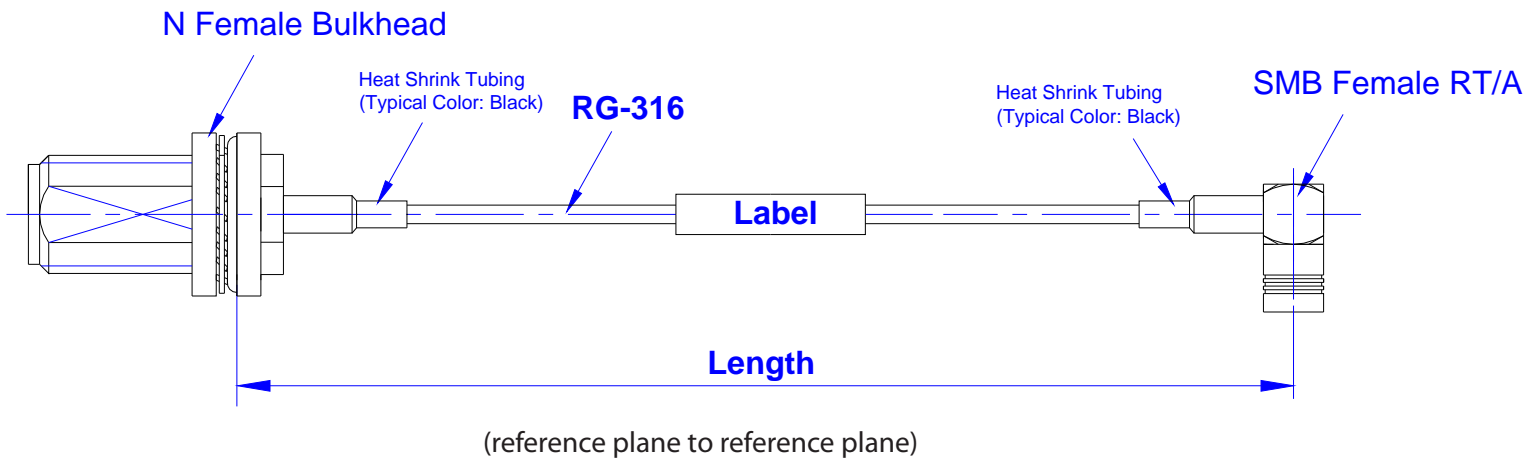 N Female Bulkhead
Heat Shrink Tubing
(Typical Color: Black)
RG-316
Heat Shrink Tubing
(Typical Color: Black)
SMB Female RT/A
Label
Length
(reference plane to reference plane)